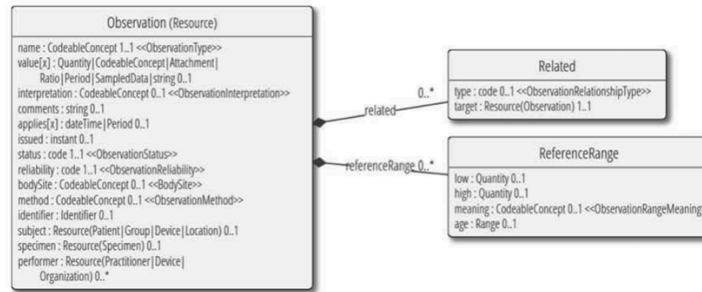 Observation (Resource)
name : CodeableConcept 1..1 <<ObservationType>>
value[x] : Quantity|CodeableConcept|Attachment|
Ratio|Period|SampledData|string 0..1
interpretation : CodeableConcept 0..1 <<ObservationInterpretation>>
comments : string 0..1
applies[x] : dateTime|Period 0..1
issued : instant 0..1
status : code 1..1 <<ObservationStatus>>
reliability : code 1..1 <<ObservationReliability>>
bodySite : CodeableConcept 0..1 <<BodySite>>
method : CodeableConcept 0..1 <<ObservationMethod>>
identifier : Identifier 0..1
subject : Resource(Patient|Group|Device|Location) 0..1
specimen : Resource(Specimen) 0..1
performer : Resource(Practitioner|Device|
Organization) 0..*
0..*
related
Related
type : code 0..1 <<ObservationRelationshipType>>
target : Resource(Observation) 1..1
referenceRange 0..*
ReferenceRange
low : Quantity 0..1
high : Quantity 0..1
meaning : CodeableConcept 0..1 <<ObservationRangeMeaning
age : Range 0..1